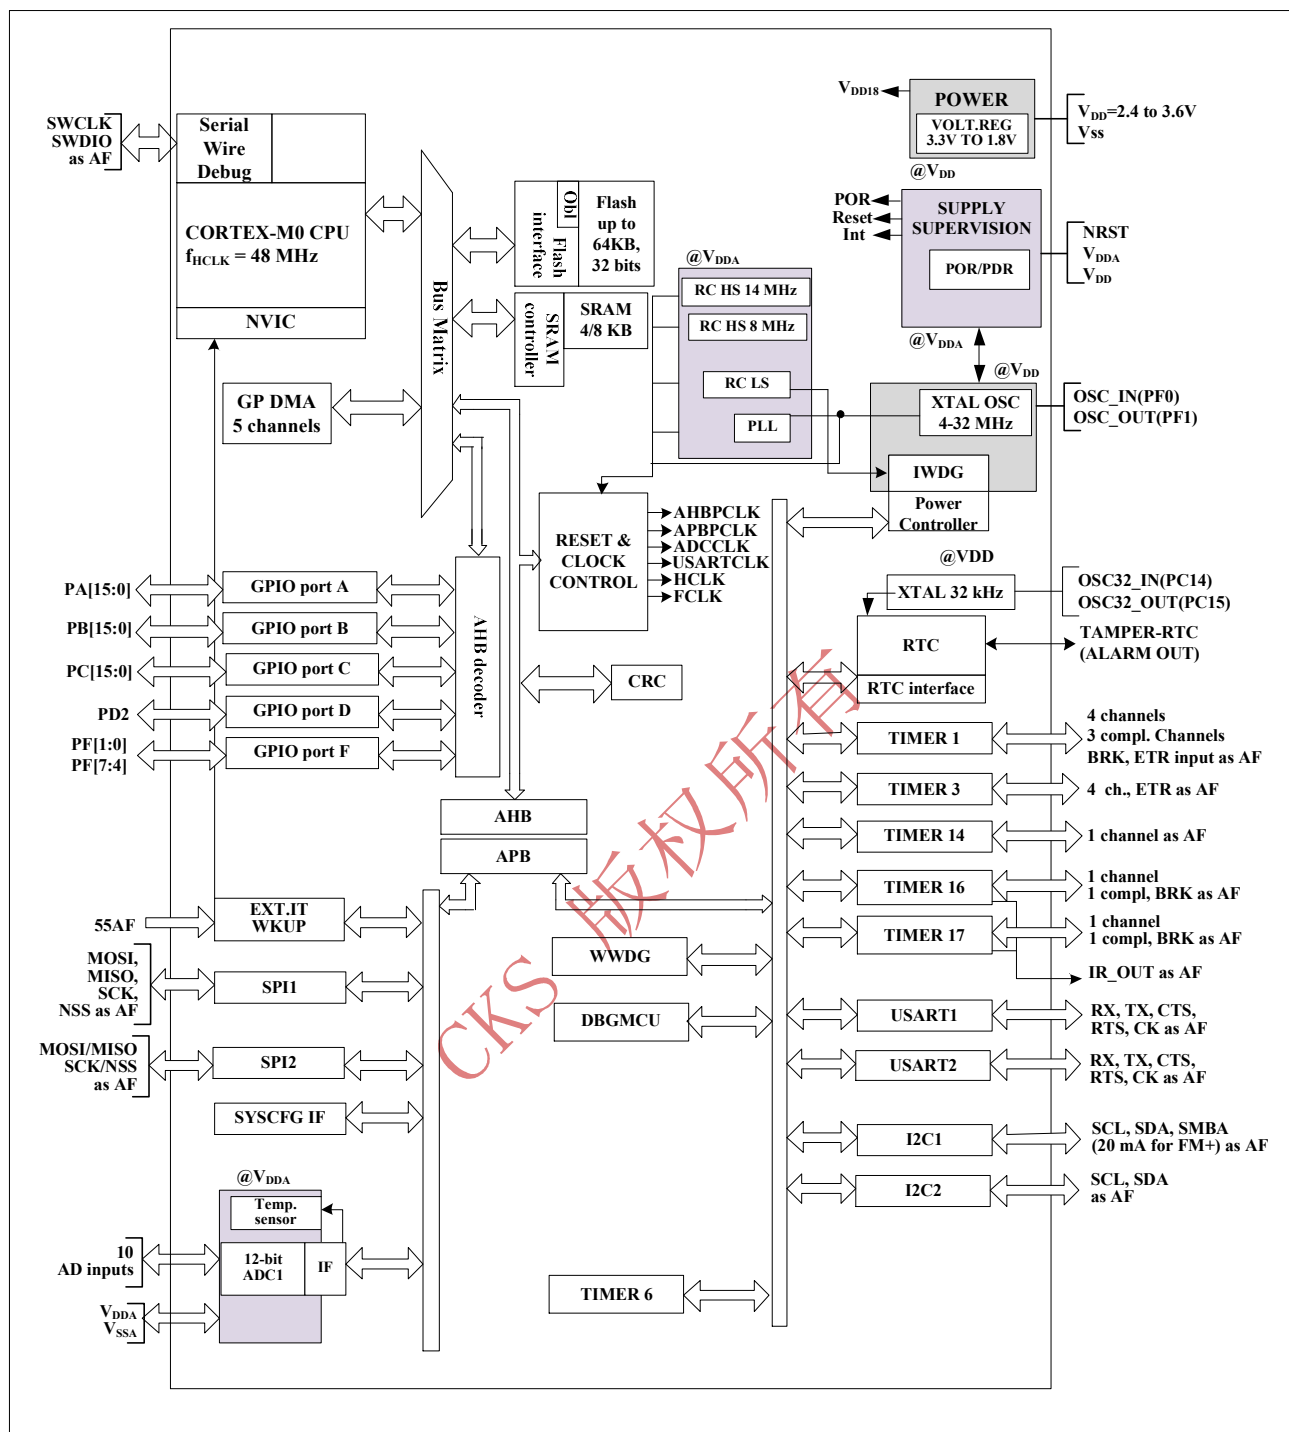 SWCLK
SWDIO
as AF
Serial
Wire
Debug
CORTEX-M0 CPU
fHCLK = 48 MHz
NVIC
GP DMA
5 channels
Bus Matrix
Obl
Flash
interface
Flash
up to
64KB,
32 bits
SRAM
controller
SRAM
4/8 KB
VDD18
POWER
VOLT.REG
3.3V TO 1.8V
VDD=2.4 to 3.6V
Vss
@VDD
POR
Reset
Int
SUPPLY
SUPPLY SUPERVISION
POR/PDR
NRST
VDDA
VDD
@VDDA
RC HS 14 MHz
RC HS 8 MHz
RC LS
PLL
@VDDA
@VDD
XTAL OSC
4-32 MHz
OSC_IN(PF0)
OSC_OUT(PF1)
IWDG
Power
Controller
RESET &
CLOCK
CONTROL
AHBPCLK
APBPCLK
ADCCLK
USARTCLK
HCLK
FCLK
@VDD
XTAL 32 kHz
OSC32_IN(PC14)
OSC32_OUT(PC15)
RTC
RTC interface
TAMPER-RTC
(ALARM OUT)
PA[15:0]
GPIO port A
PB[15:0]
GPIO port B
PC[15:0]
GPIO port C
PD2
GPIO port D
PF[1:0]
PF[7:4]
GPIO port F
AHB decoder
CRC
AHB
APB
TIMER 1
4 channels
3 compl. Channels
BRK, ETR input as AF
TIMER 3
4 ch., ETR as AF
TIMER 14
1 channel as AF
TIMER 16
1 channel
1 compl, BRK as AF
TIMER 17
1 channel
1 compl, BRK as AF
IR_OUT as AF
55AF
EXT.IT
WKUP
MOSI,
MISO,
SCK,
NSS as AF
SPI1
MOSI/MISO
SCK/NSS
as AF
SPI2
SYSCFG IF
WWDG
DBGMCU
USART1
RX, TX, CTS,
RTS, CK as AF
USART2
RX, TX, CTS,
RTS, CK as AF
I2C1
SCL, SDA, SMBA
(20 mA for FM+) as AF
I2C2
SCL, SDA
as AF
@VDDA
Temp.
sensor
10
AD inputs
12-bit
ADC1
IF
VDDA
VSSA
TIMER 6
CKS 版权所有